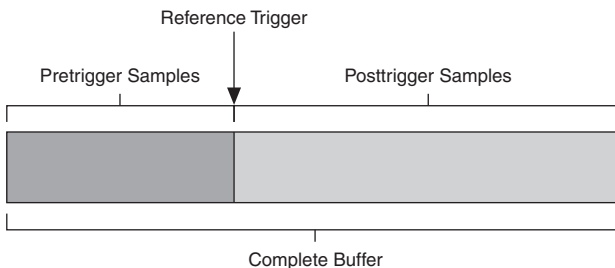 Reference Trigger
Pretrigger Samples
Posttrigger Samples
Complete Buffer